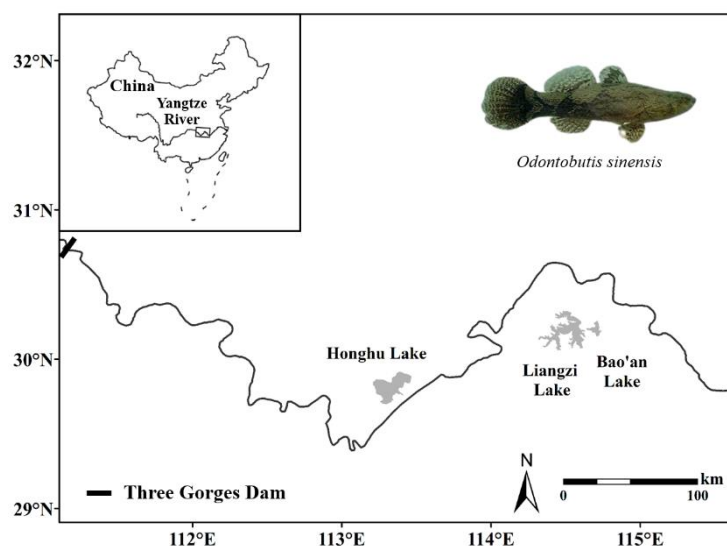 32°N
31°N
30°N
29°N
China
Yangtze
River
Odontobutis sinensis
Honghu Lake
Liangzi
Lake
Bao'an
Lake
Three Gorges Dam
N
km
0
100
112°E
113°E
114°E
115°E